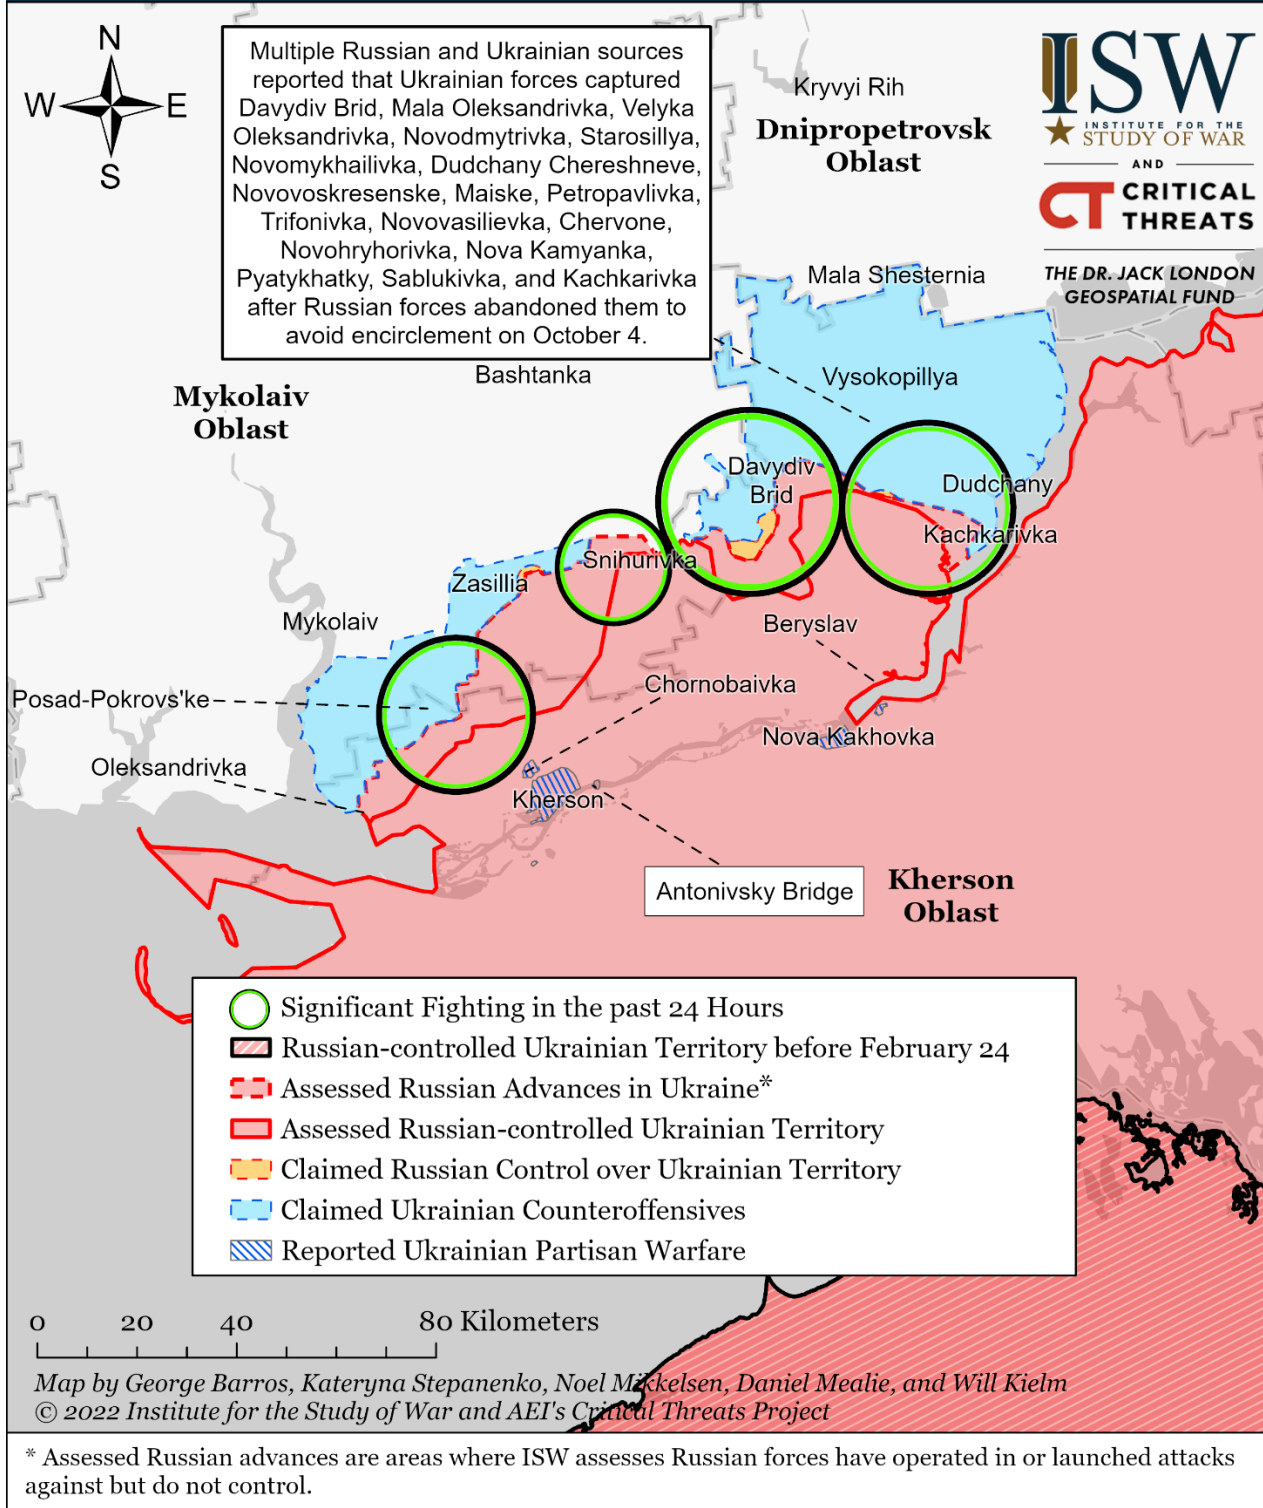 N
W
E
S
Multiple Russian and Ukrainian sources
reported that Ukrainian forces captured
Davydiv Brid, Mala Oleksandrivka, Velyka
Oleksandrivka, Novodmytrivka, Starosillya,
Novomykhailivka, Dudchany Chereshneve,
Novovoskresenske, Maiske, Petropavlivka,
Trifonivka, Novovasilievka, Chervone,
Novohryhorivka, Nova Kamyanka,
Pyatykhatky, Sablukivka, and Kachkarivka
after Russian forces abandoned them to
avoid encirclement on October 4.
ISW
INSTITUTE FOR THE
STUDY OF WAR
AND
CT CRITICAL
THREATS
THE DR. JACK LONDON
GEOSPATIAL FUND
Kryvyi Rih
Dnipropetrovsk
Oblast
Mala Shesternia
Bashtanka
Vysokopillya
Mykolaiv
Oblast
Davydiv
Brid
Dudchany
Kachkarivka
Snihurivka
Zasillia
Mykolaiv
Beryslav
Chornobaivka
Posad-Pokrovs'ke
Nova Kakhovka
Oleksandrivka
Kherson
Antonivsky Bridge
Kherson
Oblast
Significant Fighting in the past 24 Hours
Russian-controlled Ukrainian Territory before February 24
Assessed Russian Advances in Ukraine*
Assessed Russian-controlled Ukrainian Territory
Claimed Russian Control over Ukrainian Territory
Claimed Ukrainian Counteroffensives
Reported Ukrainian Partisan Warfare
0 20 40 80 Kilometers
Map by George Barros, Kateryna Stepanenko, Noel Mikkelsen, Daniel Mealie, and Will Kielm
© 2022 Institute for the Study of War and AEI's Critical Threats Project
* Assessed Russian advances are areas where ISW assesses Russian forces have operated in or launched attacks
against but do not control.